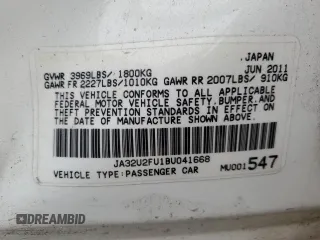 JAPAN
GVWR 3969LBS/ 1800KG JUN 2011
GAWR FR 2227LBS/1010KG GAWR RR 2007LBS/ 910KG
THIS VEHICLE CONFORMS TO ALL APPLICABLE
FEDERAL MOTOR VEHICLE SAFETY,BUMPER,AND
THEFT PREVENTION STANDARDS IN EFFECT
ON THE DATE OF MANUFACTURE SHOWN ABOVE.
JA32U2FU1BU041668
VEHICLE TYPE:PASSENGER CAR MU001547
DREAMBID